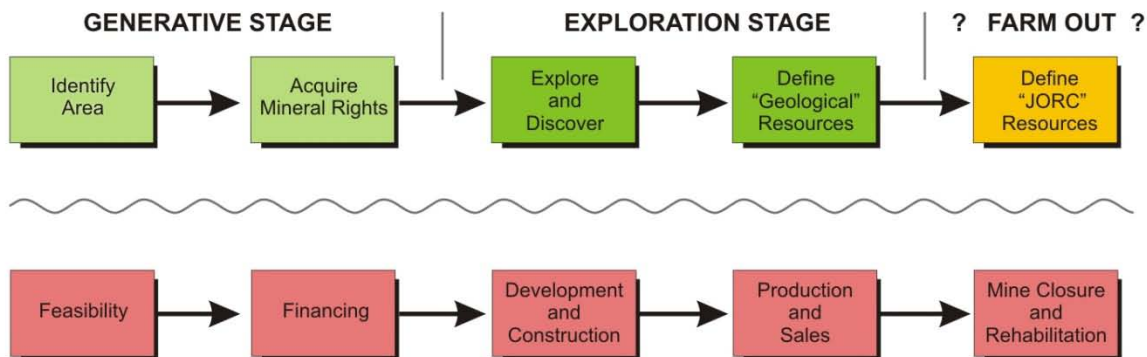 GENERATIVE STAGE
EXPLORATION STAGE
? FARM OUT ?
Identify
Area
Acquire
Mineral Rights
Explore
and
Discover
Define
“Geological”
Resources
Define
“JORC”
Resources
Feasibility
Financing
Development
and
Construction
Production
and
Sales
Mine Closure
and
Rehabilitation